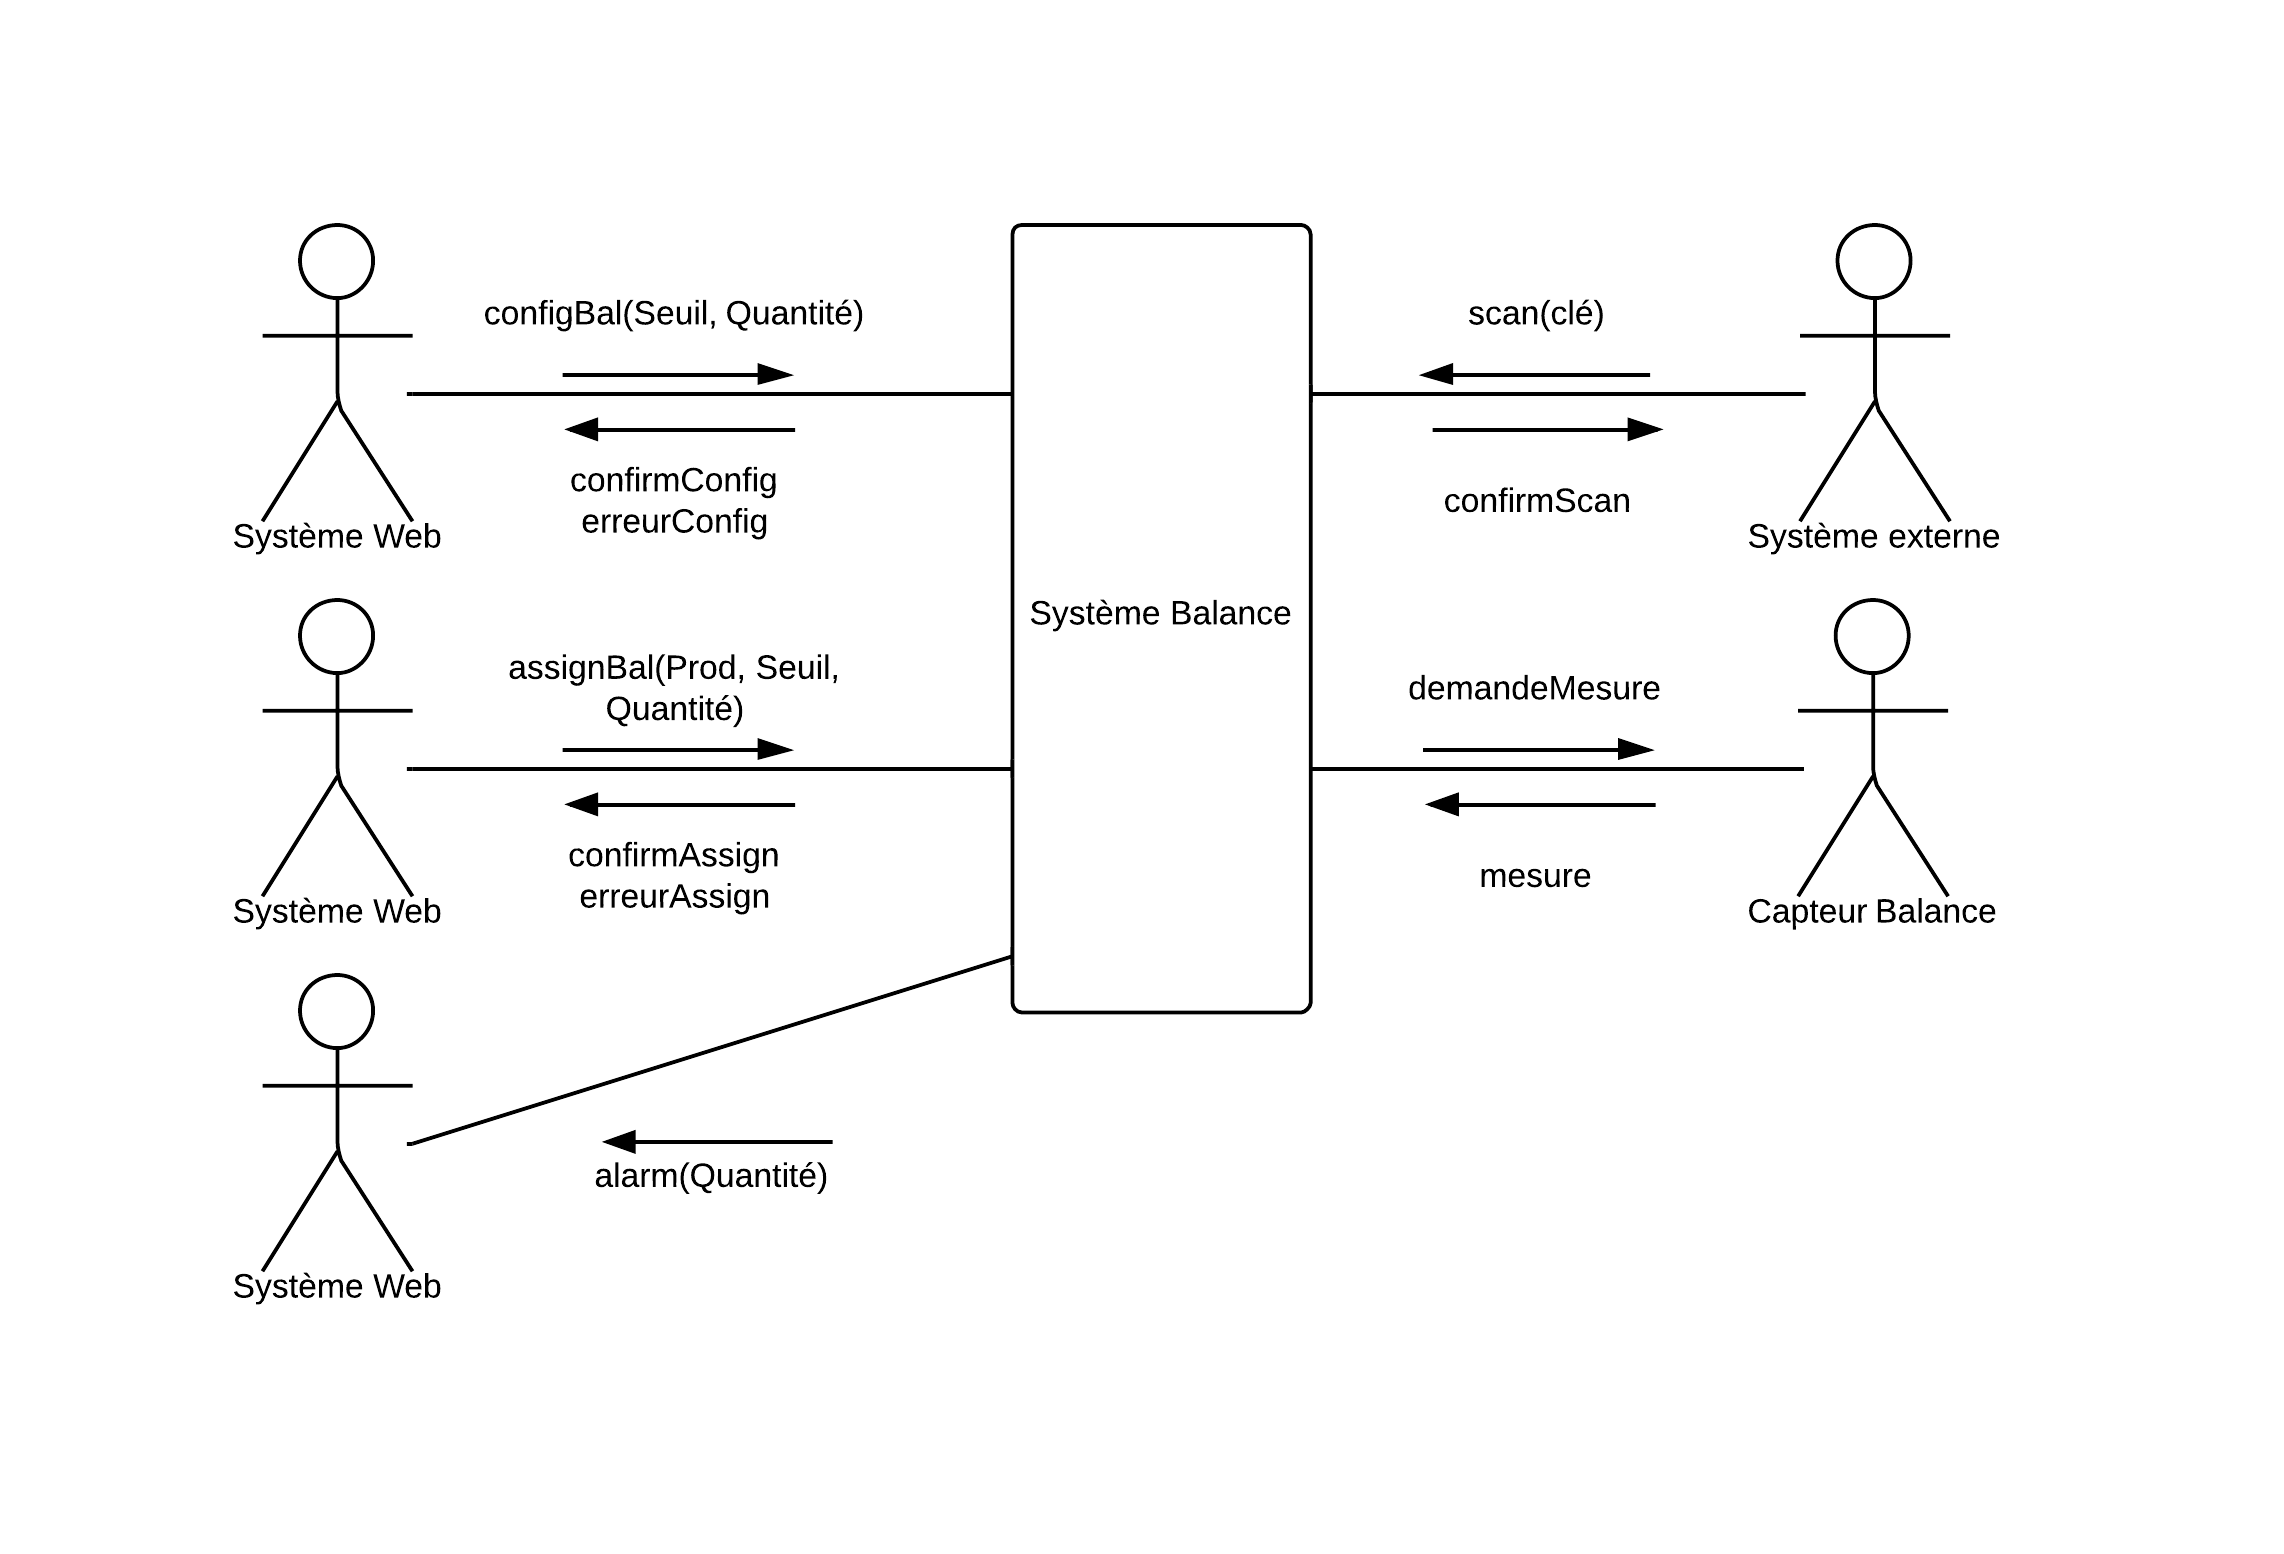 configBal(Seuil, Quantité)
confirmConfig
erreurConfig
Système Web
scan(clé)
confirmScan
Système externe
Système Balance
assignBal(Prod, Seuil,
Quantité)
confirmAssign
erreurAssign
Système Web
demandeMesure
mesure
Capteur Balance
alarm(Quantité)
Système Web